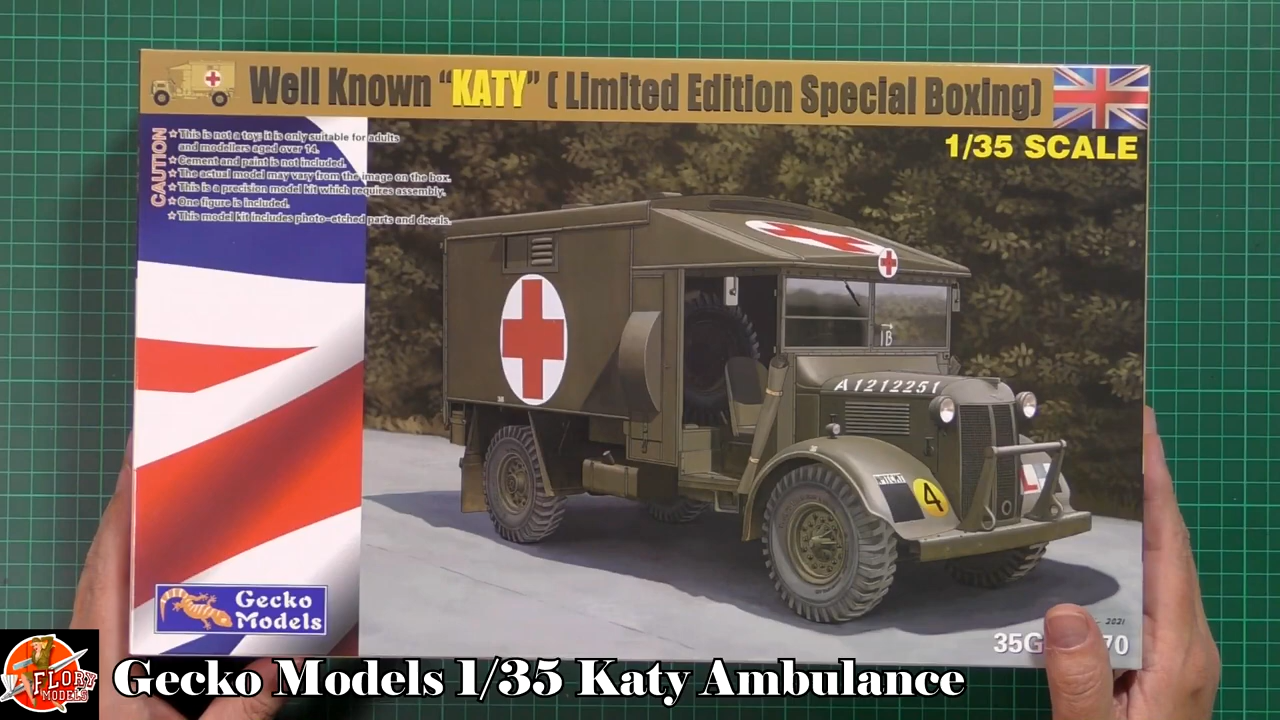 Well Known "KATY" ( Limited Edition Special Boxing)
1/35 SCALE
CAUTION
☆ This is not a toy; it is only suitable for adults
and modellers aged over 14.
☆ Cement and paint is not included.
☆ The actual model may vary from the image on the box.
☆ This is a precision model kit which requires assembly.
☆ One figure is included.
☆ This model kit includes photo-etched parts and decals.
1B
A1212251
4
L
Gecko
Models
2021
35G
70
FLORY
MODELS
Gecko Models 1/35 Katy Ambulance